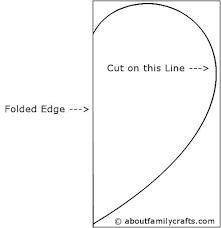 Cut on this Line --->
Folded Edge --->
© aboutfamilycrafts.com